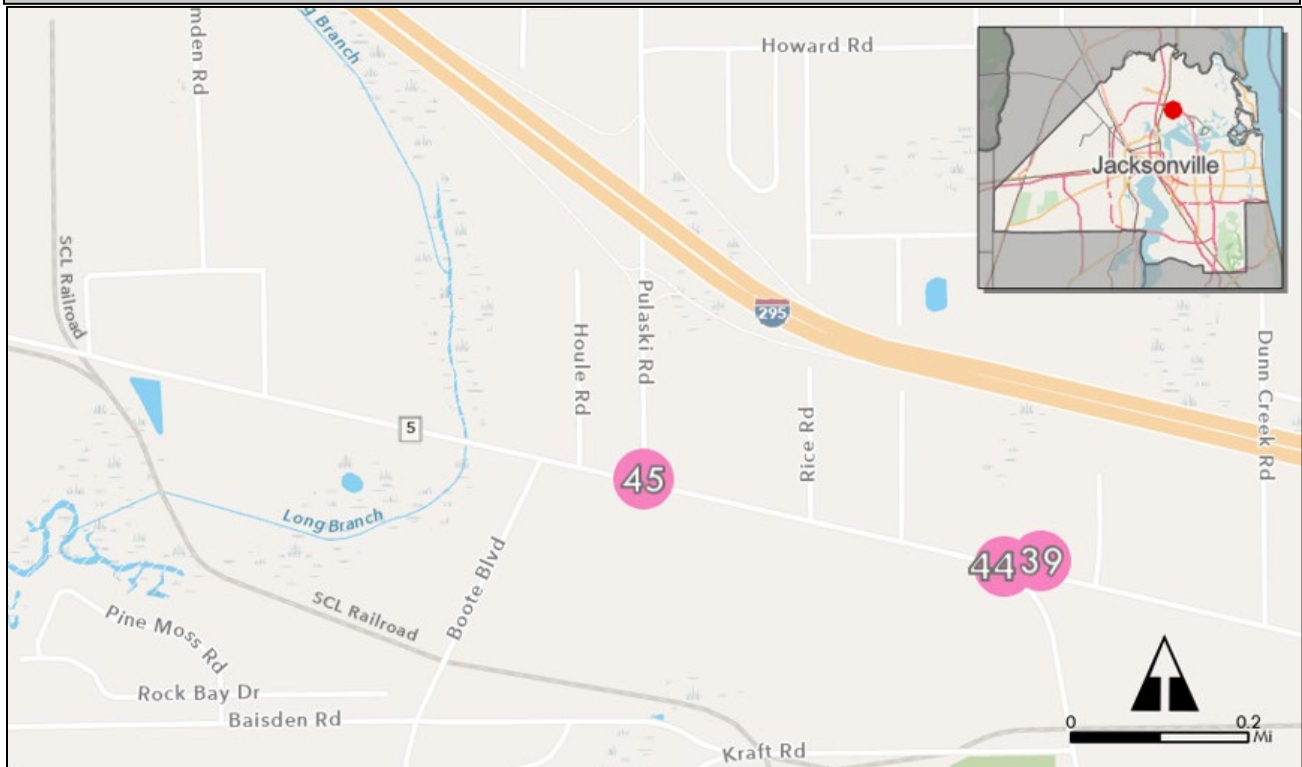 mden Rd
g Branch
Howard Rd
Jacksonville
SCL Railroad
Houle Rd
Pulaski Rd
295
Dunn Creek Rd
Rice Rd
5
45
Long Branch
44
39
Boote Blvd
SCL Railroad
Pine Moss Rd
Rock Bay Dr
Baisden Rd
Kraft Rd
0
0.2
Mi